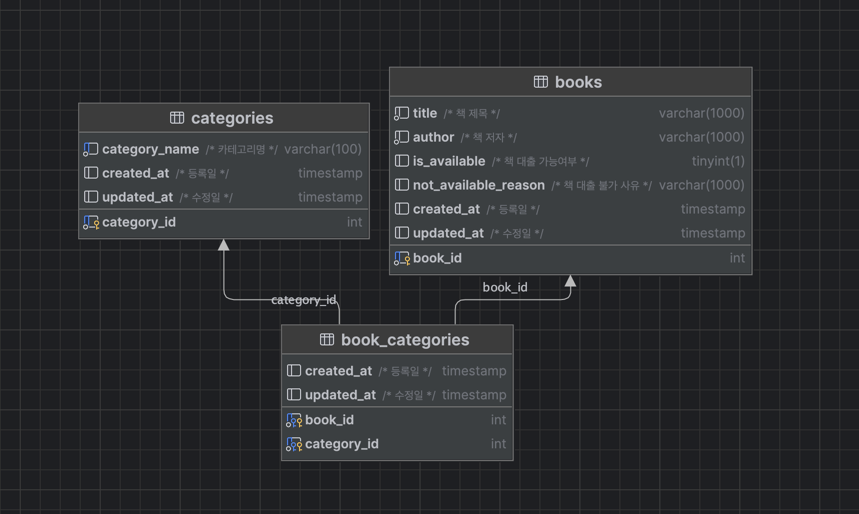 categories
category_name /* 카테고리명 */ varchar(100)
created_at /* 등록일 */ timestamp
updated_at /* 수정일 */ timestamp
category_id int
books
title /* 책 제목 */ varchar(1000)
author /* 책 저자 */ varchar(1000)
is_available /* 책 대출 가능여부 */ tinyint(1)
not_available_reason /* 책 대출 불가 사유 */ varchar(1000)
created_at /* 등록일 */ timestamp
updated_at /* 수정일 */ timestamp
book_id int
category_id
book_id
book_categories
created_at /* 등록일 */ timestamp
updated_at /* 수정일 */ timestamp
book_id int
category_id int